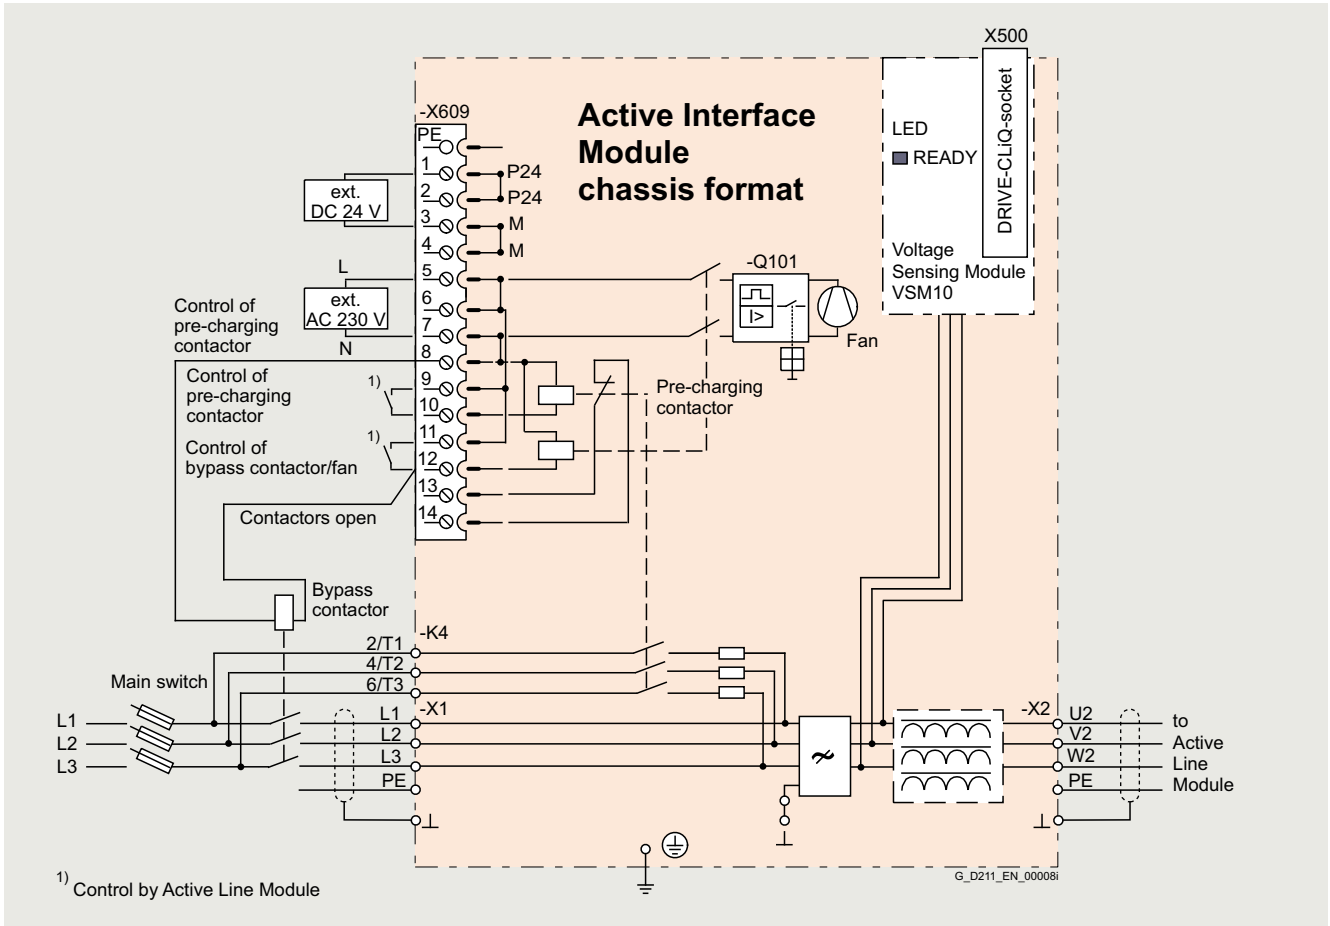 X500
-X609
Active Interface
Module
chassis format
DRIVE-CLiQ-socket
LED
READY
Voltage
Sensing Module
VSM10
PE
1
2
3
4
5
6
7
8
9
10
11
12
13
14
P24
P24
M
M
ext.
DC 24 V
L
ext.
AC 230 V
N
-Q101
I>
Fan
Control of
pre-charging
contactor
Control of
pre-charging
contactor
1)
Control of
bypass contactor/fan
1)
Contactors open
Pre-charging
contactor
Bypass
contactor
-K4
2/T1
4/T2
6/T3
Main switch
-X1
L1
L2
L3
L1
L2
L3
PE
-X2
U2
V2
W2
PE
to
Active
Line
Module
G_D211_EN_00008i
1) Control by Active Line Module